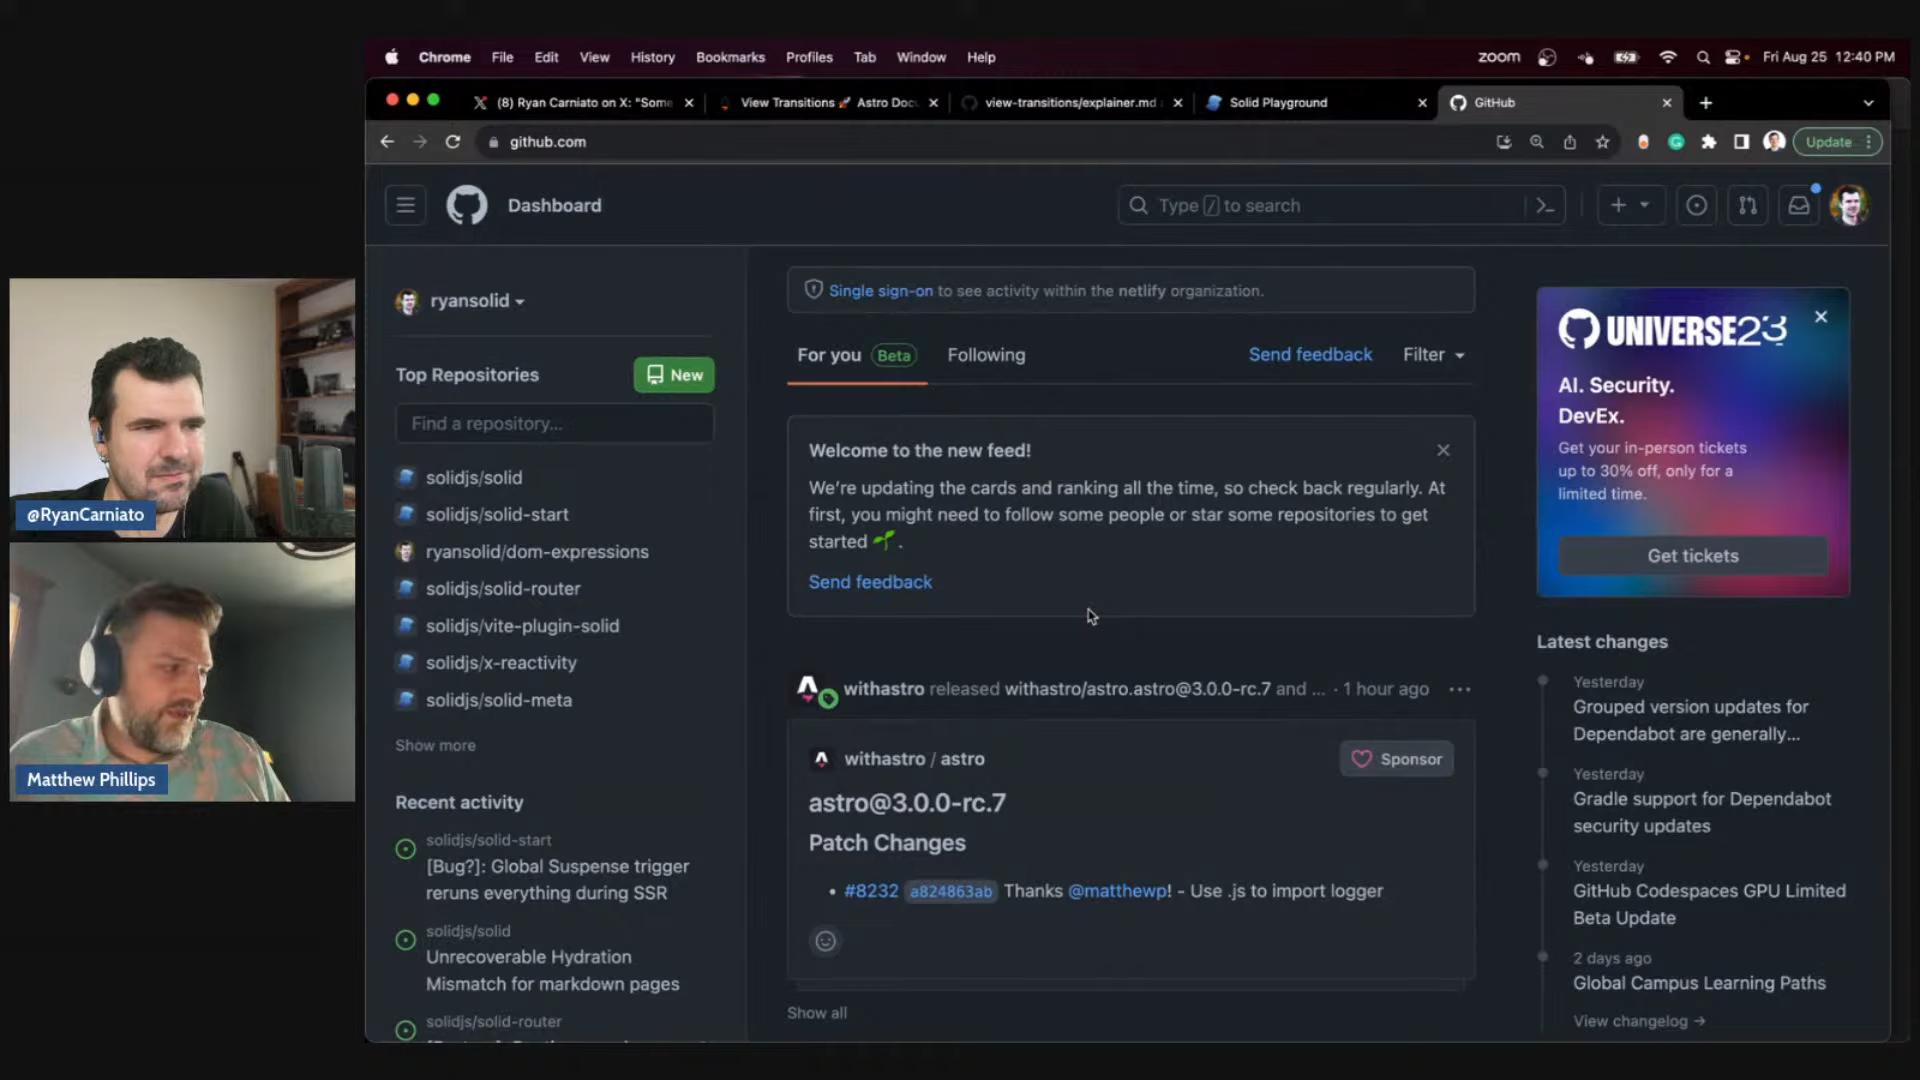 Chrome File Edit View History Bookmarks Profiles Tab Window Help
zoom Fri Aug 25 12:40 PM
(8) Ryan Carniato on X: "Some
View Transitions 🚀 Astro Doc
view-transitions/explainer.md
Solid Playground
GitHub
github.com
Update
Dashboard
Type / to search
ryansolid
Top Repositories
New
Find a repository...
solidjs/solid
solidjs/solid-start
ryansolid/dom-expressions
solidjs/solid-router
solidjs/vite-plugin-solid
solidjs/x-reactivity
solidjs/solid-meta
Show more
Recent activity
solidjs/solid-start
[Bug?]: Global Suspense trigger
reruns everything during SSR
solidjs/solid
Unrecoverable Hydration
Mismatch for markdown pages
solidjs/solid-router
Single sign-on to see activity within the netlify organization.
For you Beta Following Send feedback Filter
Welcome to the new feed!
We're updating the cards and ranking all the time, so check back regularly. At
first, you might need to follow some people or star some repositories to get
started 🌱 .
Send feedback
withastro released withastro/astro.astro@3.0.0-rc.7 and ... · 1 hour ago
withastro / astro
Sponsor
astro@3.0.0-rc.7
Patch Changes
• #8232 a824863ab Thanks @matthewp! - Use .js to import logger
Show all
UNIVERSE23
AI. Security.
DevEx.
Get your in-person tickets
up to 30% off, only for a
limited time.
Get tickets
Latest changes
Yesterday
Grouped version updates for
Dependabot are generally...
Yesterday
Gradle support for Dependabot
security updates
Yesterday
GitHub Codespaces GPU Limited
Beta Update
2 days ago
Global Campus Learning Paths
View changelog →
@RyanCarniato
Matthew Phillips